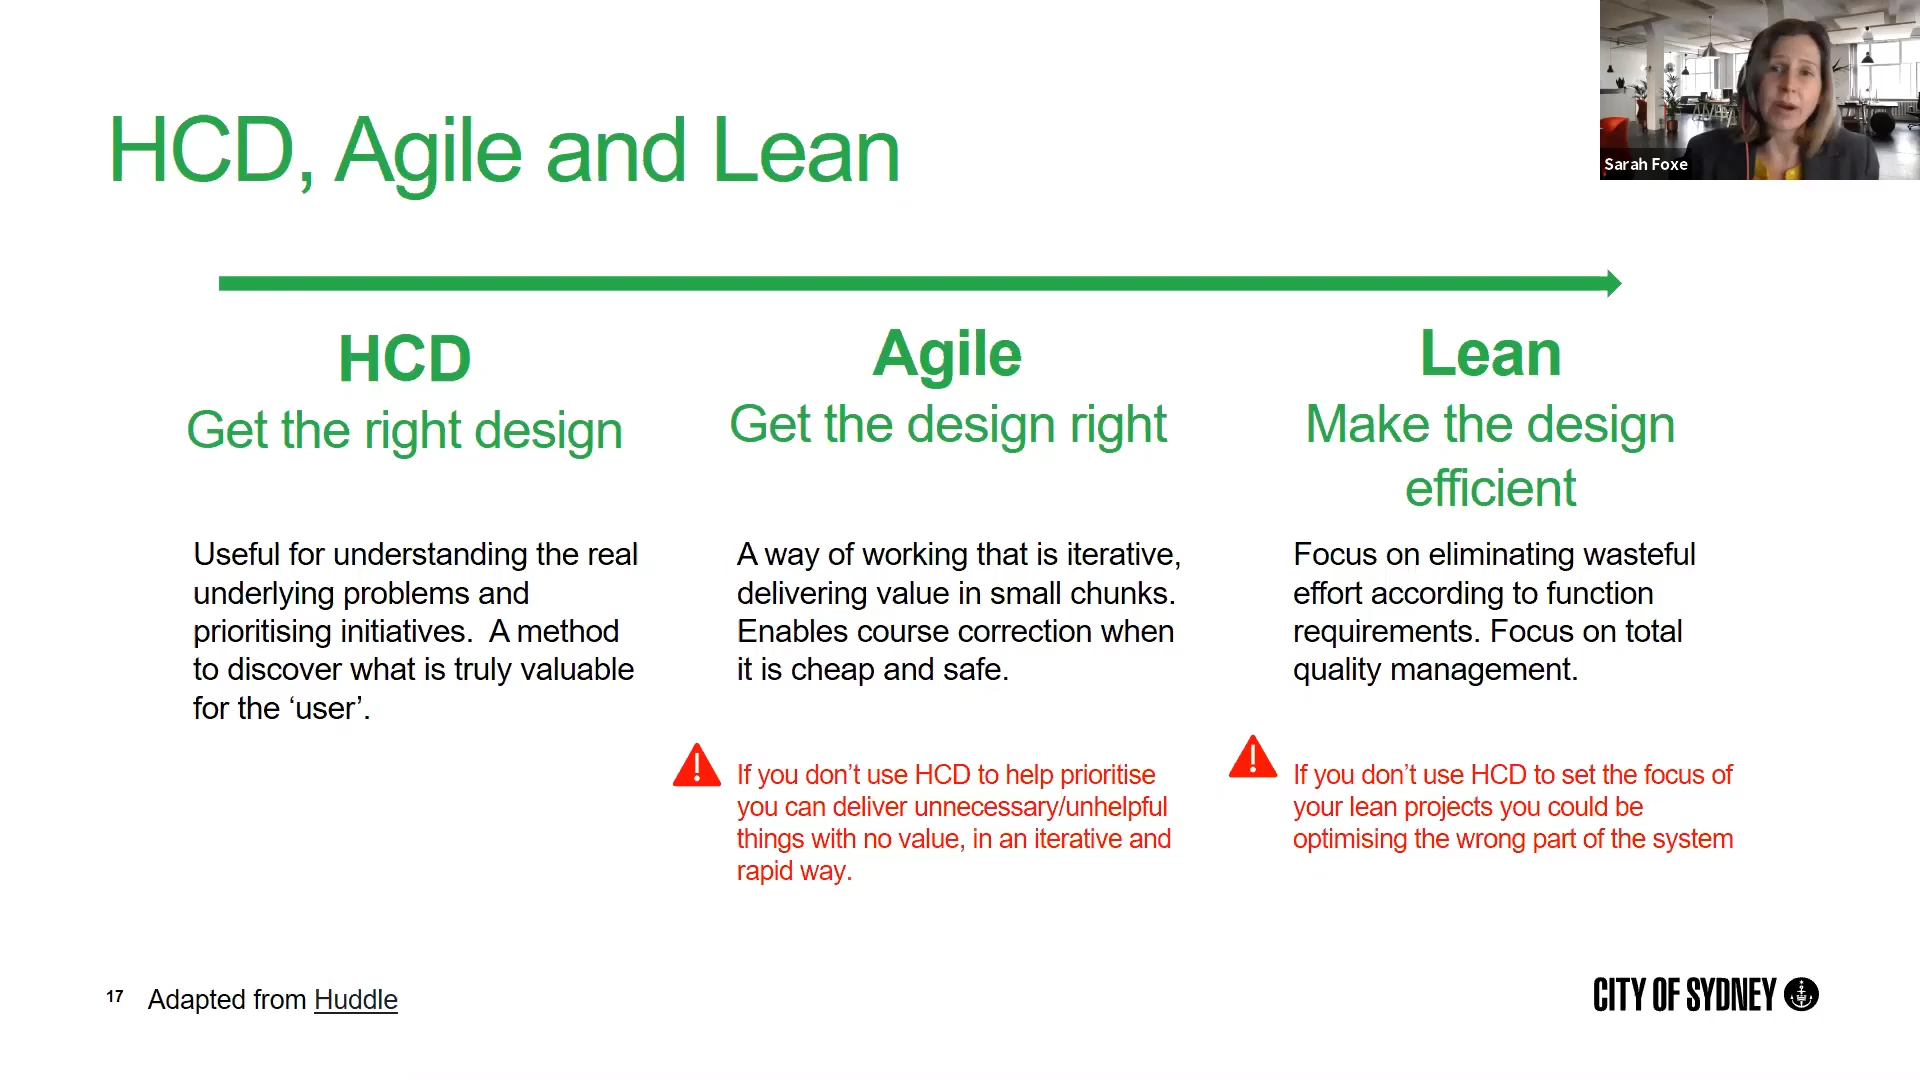 HCD, Agile and Lean
Sarah Foxe
HCD
Get the right design
Useful for understanding the real
underlying problems and
prioritising initiatives.  A method
to discover what is truly valuable
for the ‘user’.
Agile
Get the design right
A way of working that is iterative,
delivering value in small chunks.
Enables course correction when
it is cheap and safe.
If you don’t use HCD to help prioritise
you can deliver unnecessary/unhelpful
things with no value, in an iterative and
rapid way.
Lean
Make the design
efficient
Focus on eliminating wasteful
effort according to function
requirements. Focus on total
quality management.
If you don’t use HCD to set the focus of
your lean projects you could be
optimising the wrong part of the system
17 Adapted from Huddle
CITY OF SYDNEY